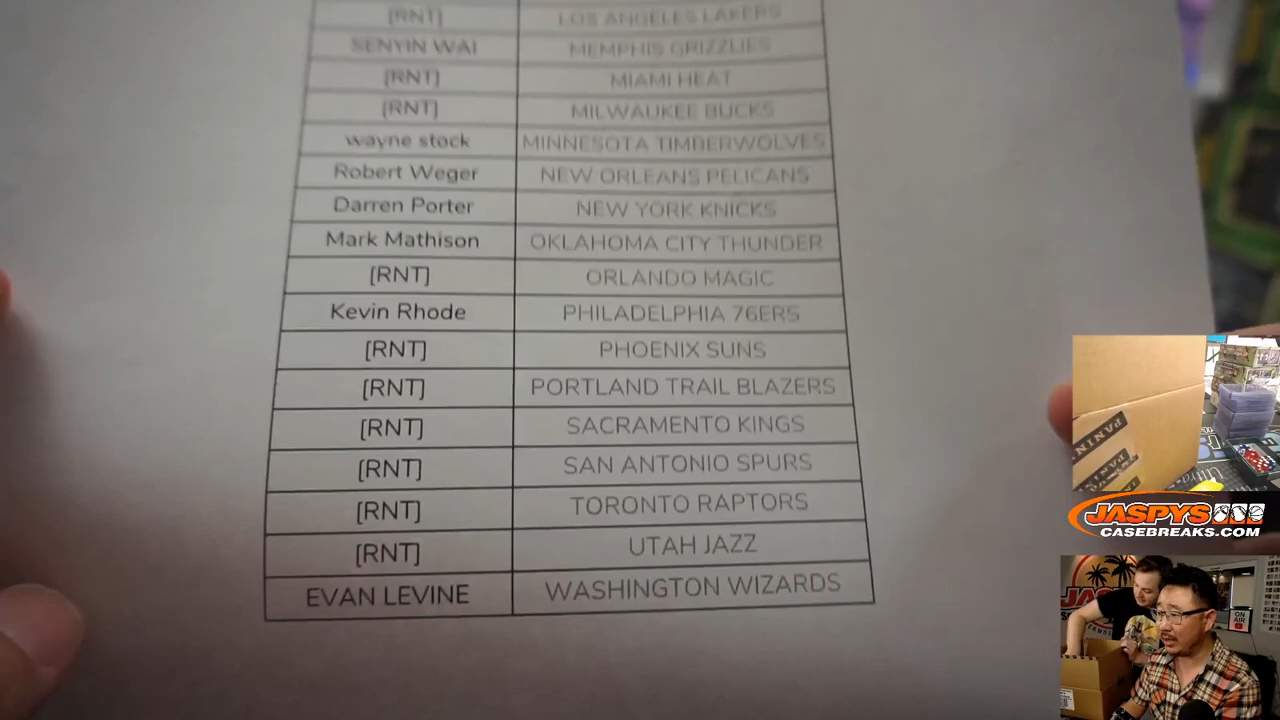 [RNT] LOS ANGELES LAKERS
SENYIN WAI MEMPHIS GRIZZLIES
[RNT] MIAMI HEAT
[RNT] MILWAUKEE BUCKS
wayne stock MINNESOTA TIMBERWOLVES
Robert Weger NEW ORLEANS PELICANS
Darren Porter NEW YORK KNICKS
Mark Mathison OKLAHOMA CITY THUNDER
[RNT] ORLANDO MAGIC
Kevin Rhode PHILADELPHIA 76ERS
[RNT] PHOENIX SUNS
[RNT] PORTLAND TRAIL BLAZERS
[RNT] SACRAMENTO KINGS
[RNT] SAN ANTONIO SPURS
[RNT] TORONTO RAPTORS
[RNT] UTAH JAZZ
EVAN LEVINE WASHINGTON WIZARDS
PANINI
JASPYS
CASEBREAKS.COM
ON AIR